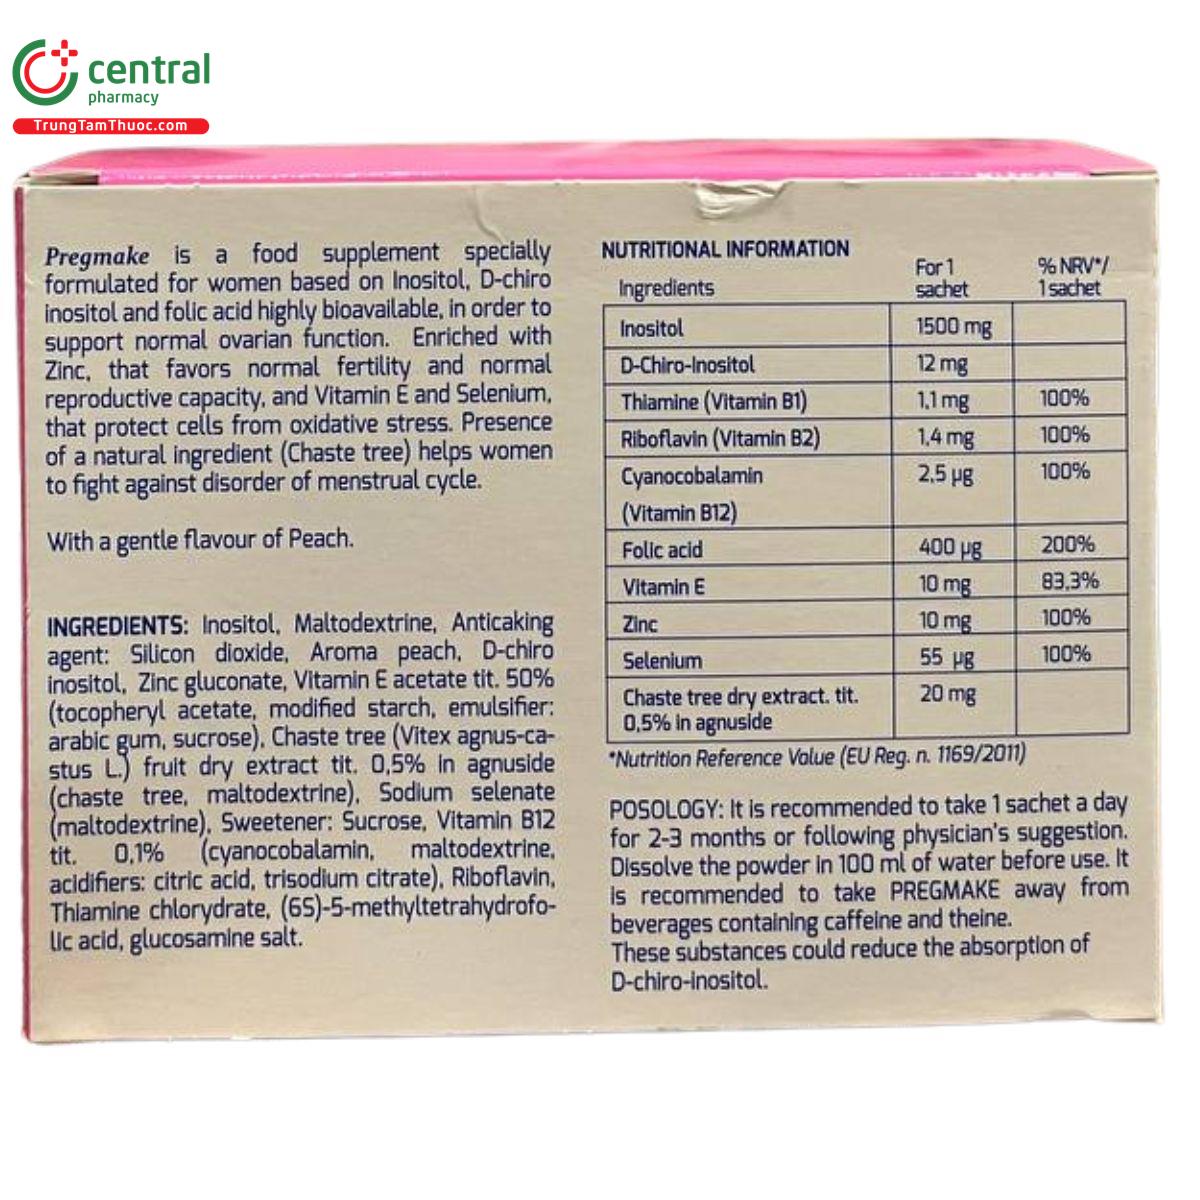 central
pharmacy
TrungTamThuoc.com
Pregmake is a food supplement specially
formulated for women based on Inositol, D-chiro
inositol and folic acid highly bioavailable, in order to
support normal ovarian function. Enriched with
Zinc, that favors normal fertility and normal
reproductive capacity, and Vitamin E and Selenium,
that protect cells from oxidative stress. Presence
of a natural ingredient (Chaste tree) helps women
to fight against disorder of menstrual cycle.
With a gentle flavour of Peach.
INGREDIENTS: Inositol, Maltodextrine, Anticaking
agent: Silicon dioxide, Aroma peach, D-chiro
inositol, Zinc gluconate, Vitamin E acetate tit. 50%
(tocopheryl acetate, modified starch, emulsifier:
arabic gum, sucrose), Chaste tree (Vitex agnus-ca-
stus L.) fruit dry extract tit. 0,5% in agnuside
(chaste tree, maltodextrine), Sodium selenate
(maltodextrine), Sweetener: Sucrose, Vitamin B12
tit. 0,1% (cyanocobalamin, maltodextrine,
acidifiers: citric acid, trisodium citrate), Riboflavin,
Thiamine chlorydrate, (6S)-5-methyltetrahydrofo-
lic acid, glucosamine salt.
NUTRITIONAL INFORMATION
Ingredients For 1 sachet % NRV*/ 1 sachet
Inositol 1500 mg
D-Chiro-Inositol 12 mg
Thiamine (Vitamin B1) 1,1 mg 100%
Riboflavin (Vitamin B2) 1,4 mg 100%
Cyanocobalamin 2,5 µg 100%
(Vitamin B12)
Folic acid 400 µg 200%
Vitamin E 10 mg 83,3%
Zinc 10 mg 100%
Selenium 55 µg 100%
Chaste tree dry extract. tit. 20 mg
0,5% in agnuside
*Nutrition Reference Value (EU Reg. n. 1169/2011)
POSOLOGY: It is recommended to take 1 sachet a day
for 2-3 months or following physician's suggestion.
Dissolve the powder in 100 ml of water before use. It
is recommended to take PREGMAKE away from
beverages containing caffeine and theine.
These substances could reduce the absorption of
D-chiro-inositol.